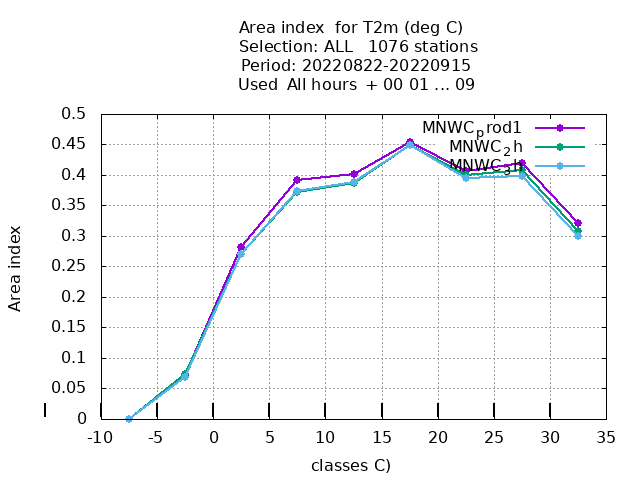 Area index  for T2m (deg C)
Selection: ALL   1076 stations
Period: 20220822-20220915
Used  All hours  + 00 01 ... 09
0.5
0.45
0.4
0.35
0.3
0.25
0.2
0.15
0.1
0.05
0
-10 -5 0 5 10 15 20 25 30 35
Area index
classes C)
MNWC_prod1
MNWC_2h
MNWC_3h